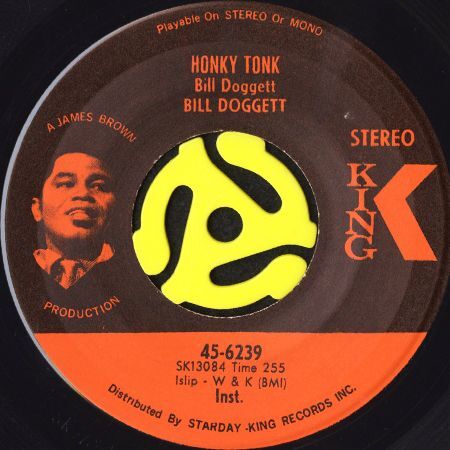 Playable On STEREO Or MONO
HONKY TONK
Bill Doggett
BILL DOGGETT
A JAMES BROWN
PRODUCTION
STEREO
KING
K
45-6239
SK13084 Time 255
Islip - W & K (BMI)
Inst.
Distributed By STARDAY-KING RECORDS INC.